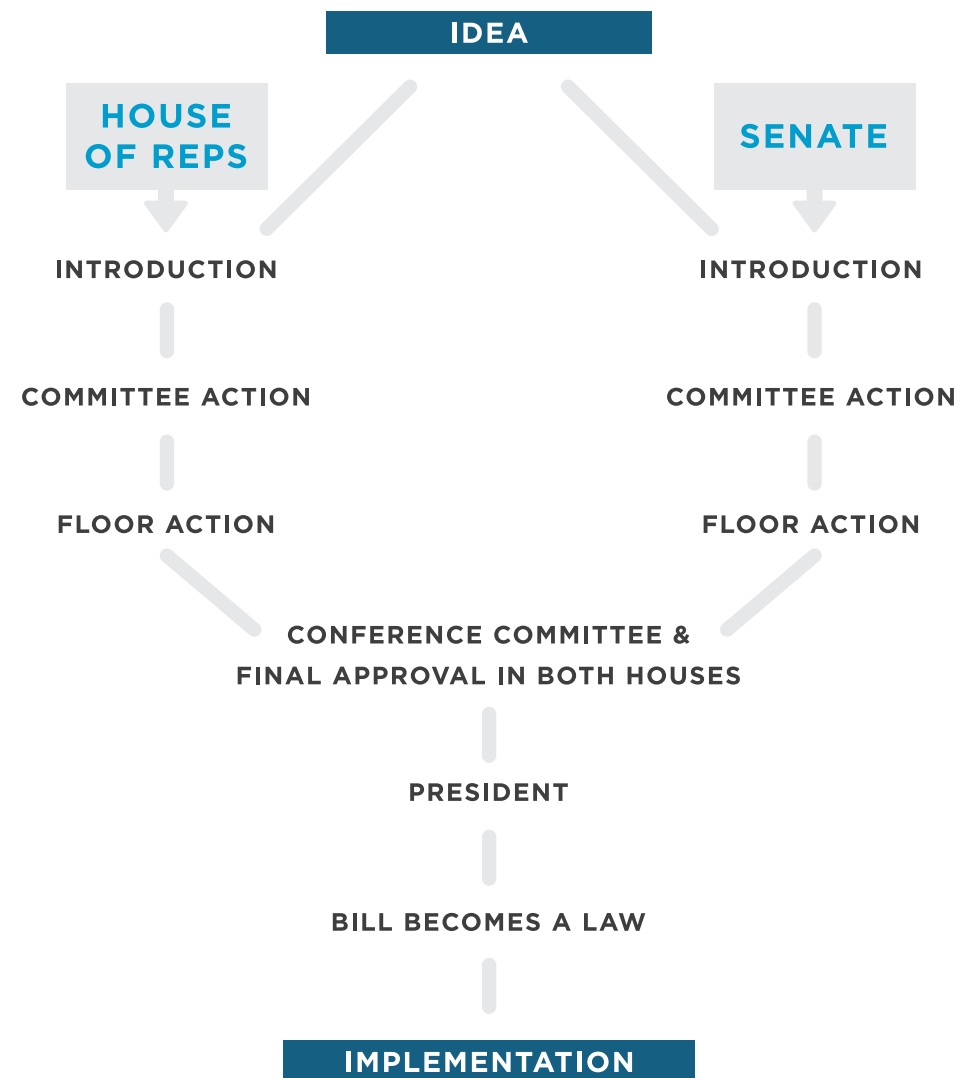 IDEA
HOUSE
OF REPS
SENATE
INTRODUCTION
INTRODUCTION
COMMITTEE ACTION
COMMITTEE ACTION
FLOOR ACTION
FLOOR ACTION
CONFERENCE COMMITTEE &
FINAL APPROVAL IN BOTH HOUSES
PRESIDENT
BILL BECOMES A LAW
IMPLEMENTATION